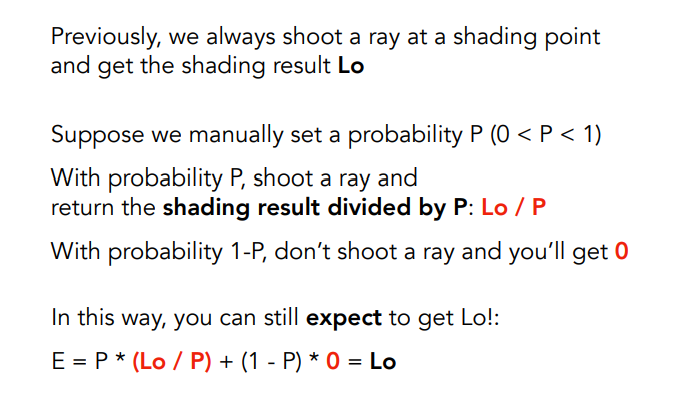 Previously, we always shoot a ray at a shading point
and get the shading result Lo
Suppose we manually set a probability P (0 < P < 1)
With probability P, shoot a ray and
return the shading result divided by P: Lo / P
With probability 1-P, don’t shoot a ray and you’ll get 0
In this way, you can still expect to get Lo!:
E = P * (Lo / P) + (1 - P) * 0 = Lo